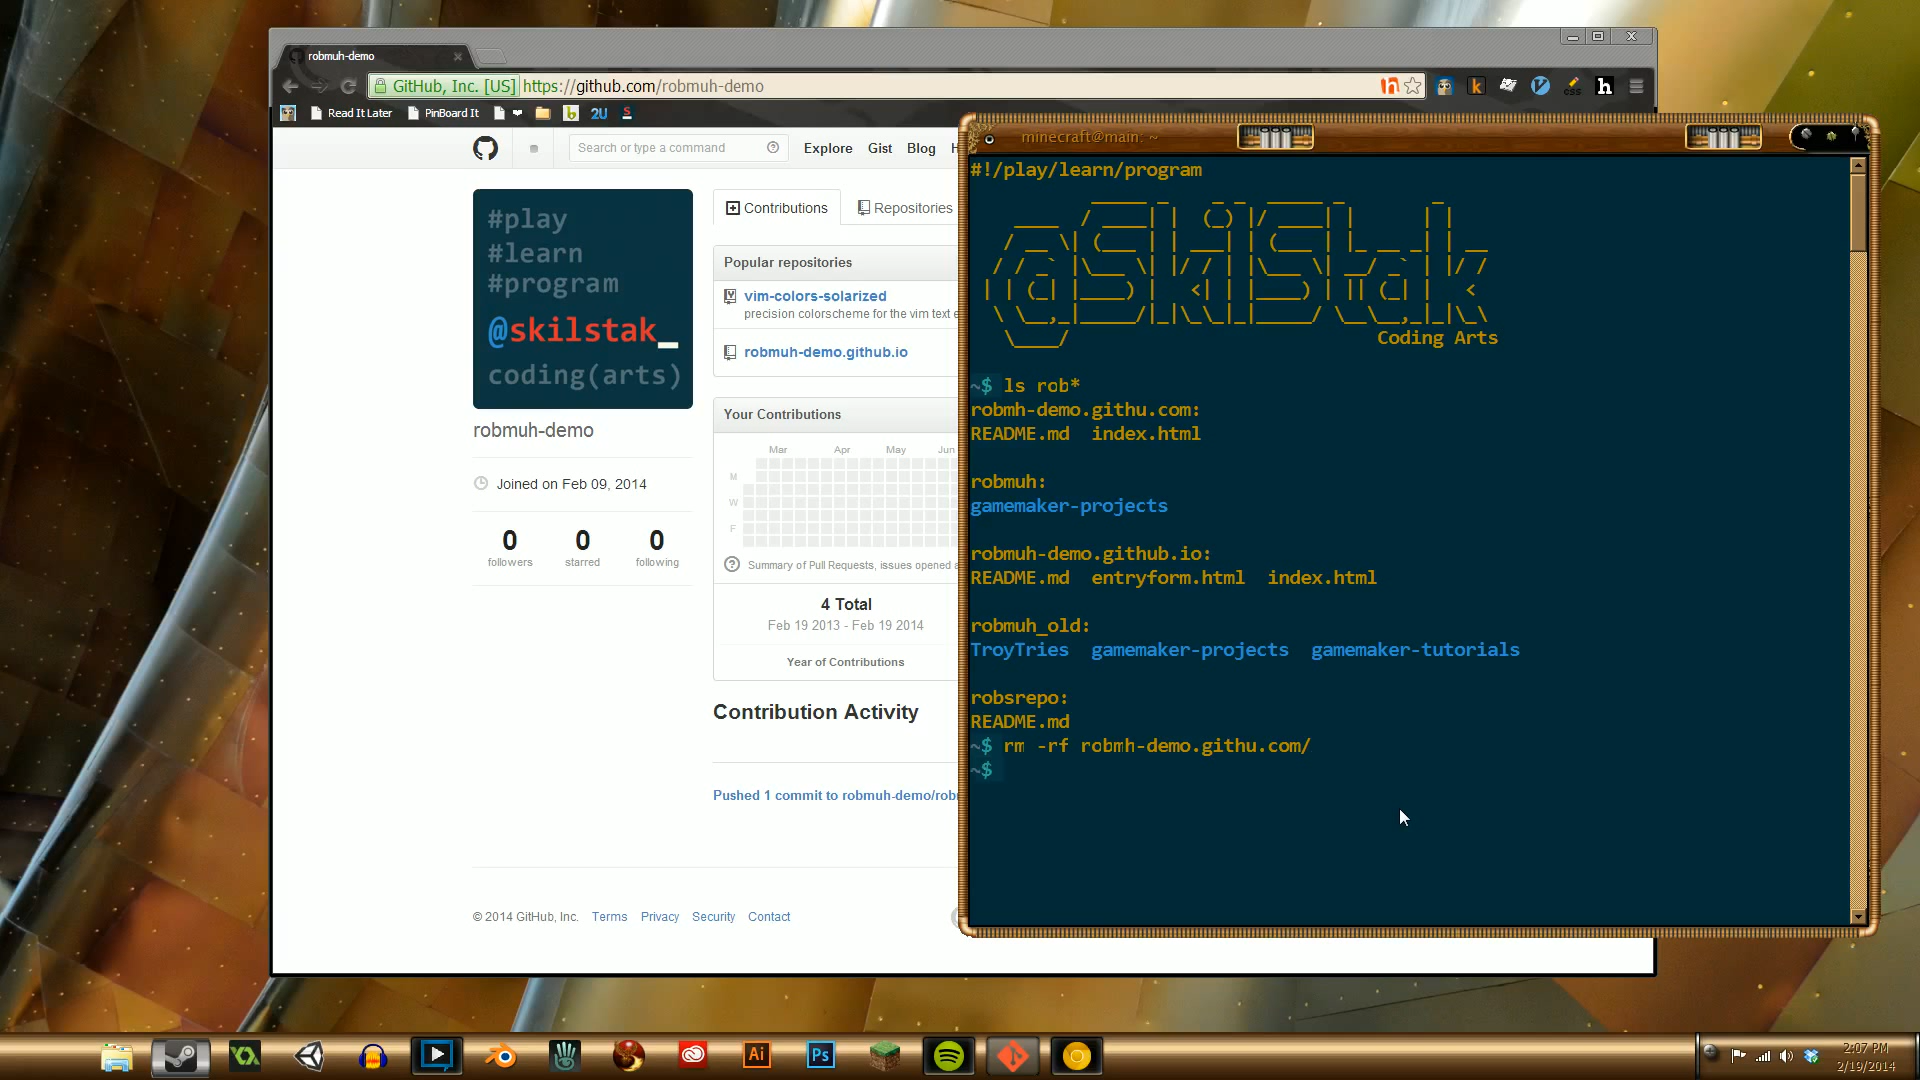 robmuh-demo
GitHub, Inc. [US] https://github.com/robmuh-demo
Read It Later PinBoard It 2U
Search or type a command
Explore Gist Blog H
#play
#learn
#program
@skilstak_
coding(arts)
robmuh-demo
Joined on Feb 09, 2014
0 0 0
followers starred following
Contributions Repositories
Popular repositories
vim-colors-solarized
precision colorscheme for the vim text e
robmuh-demo.github.io
Your Contributions
Mar Apr May Jun
M
W
F
Summary of Pull Requests, issues opened a
4 Total
Feb 19 2013 - Feb 19 2014
Year of Contributions
Contribution Activity
Pushed 1 commit to robmuh-demo/rob
© 2014 GitHub, Inc. Terms Privacy Security Contact
minecraft@main: ~
#!/play/learn/program
@SkilStak
Coding Arts
~$ ls rob*
robmh-demo.githu.com:
README.md index.html
robmuh:
gamemaker-projects
robmuh-demo.github.io:
README.md entryform.html index.html
robmuh_old:
TroyTries gamemaker-projects gamemaker-tutorials
robsrepo:
README.md
~$ rm -rf robmh-demo.githu.com/
~$
Ai
Ps
2:07 PM
2/19/2014